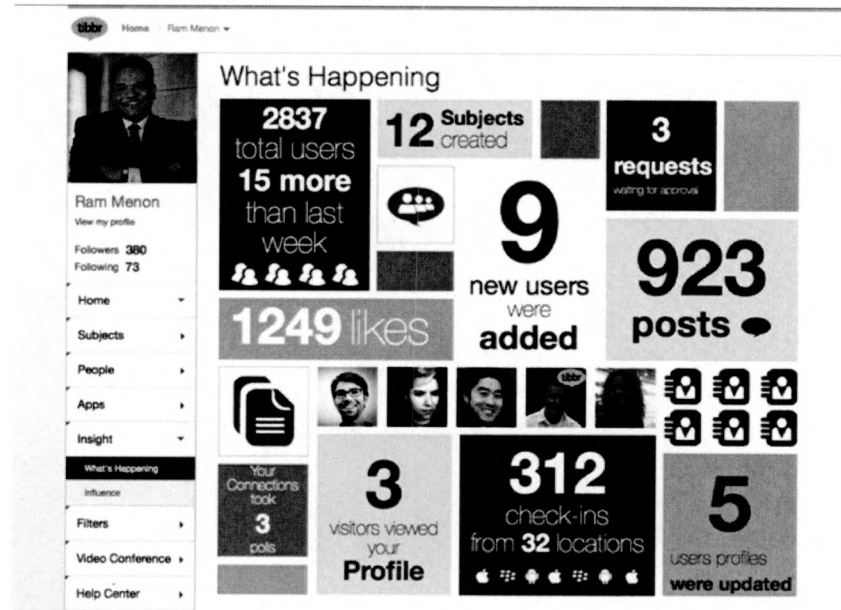 tibbr Home Ram Menon
What's Happening
Ram Menon
View my profile
Followers 380
Following 73
Home
Subjects
People
Apps
Insight
What's Happening
Influence
Filters
Video Conference
Help Center
2837
total users
15 more
than last
week
12 Subjects
created
3
requests
waiting for approval
9
new users
were
added
923
posts
1249 likes
tibbr
Your
Connections
took
3
polls
3
visitors viewed
your
Profile
312
check-ins
from 32 locations
5
users profiles
were updated